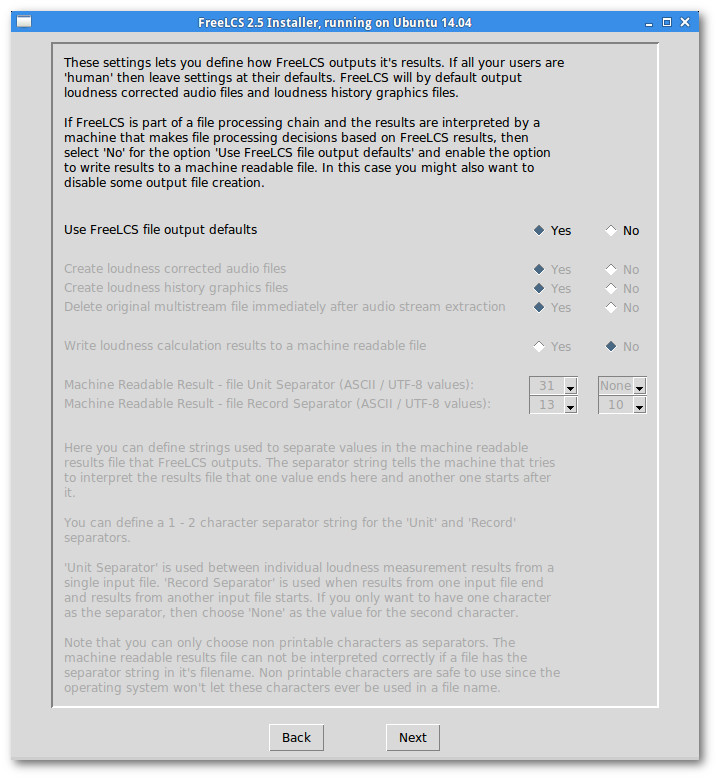 FreeLCS 2.5 Installer, running on Ubuntu 14.04
These settings lets you define how FreeLCS outputs it's results. If all your users are
'human' then leave settings at their defaults. FreeLCS will by default output
loudness corrected audio files and loudness history graphics files.
If FreeLCS is part of a file processing chain and the results are interpreted by a
machine that makes file processing decisions based on FreeLCS results, then
select 'No' for the option 'Use FreeLCS file output defaults' and enable the option
to write results to a machine readable file. In this case you might also want to
disable some output file creation.
Use FreeLCS file output defaults Yes No
Create loudness corrected audio files Yes No
Create loudness history graphics files Yes No
Delete original multistream file immediately after audio stream extraction Yes No
Write loudness calculation results to a machine readable file Yes No
Machine Readable Result - file Unit Separator (ASCII / UTF-8 values): 31 None
Machine Readable Result - file Record Separator (ASCII / UTF-8 values): 13 10
Here you can define strings used to separate values in the machine readable
results file that FreeLCS outputs. The separator string tells the machine that tries
to interpret the results file that one value ends here and another one starts after
it.
You can define a 1 - 2 character separator string for the 'Unit' and 'Record'
separators.
'Unit Separator' is used between individual loudness measurement results from a
single input file. 'Record Separator' is used when results from one input file end
and results from another input file starts. If you only want to have one character
as the separator, then choose 'None' as the value for the second character.
Note that you can only choose non printable characters as separators. The
machine readable results file can not be interpreted correctly if a file has the
separator string in it's filename. Non printable characters are safe to use since the
operating system won't let these characters ever be used in a file name.
Back Next